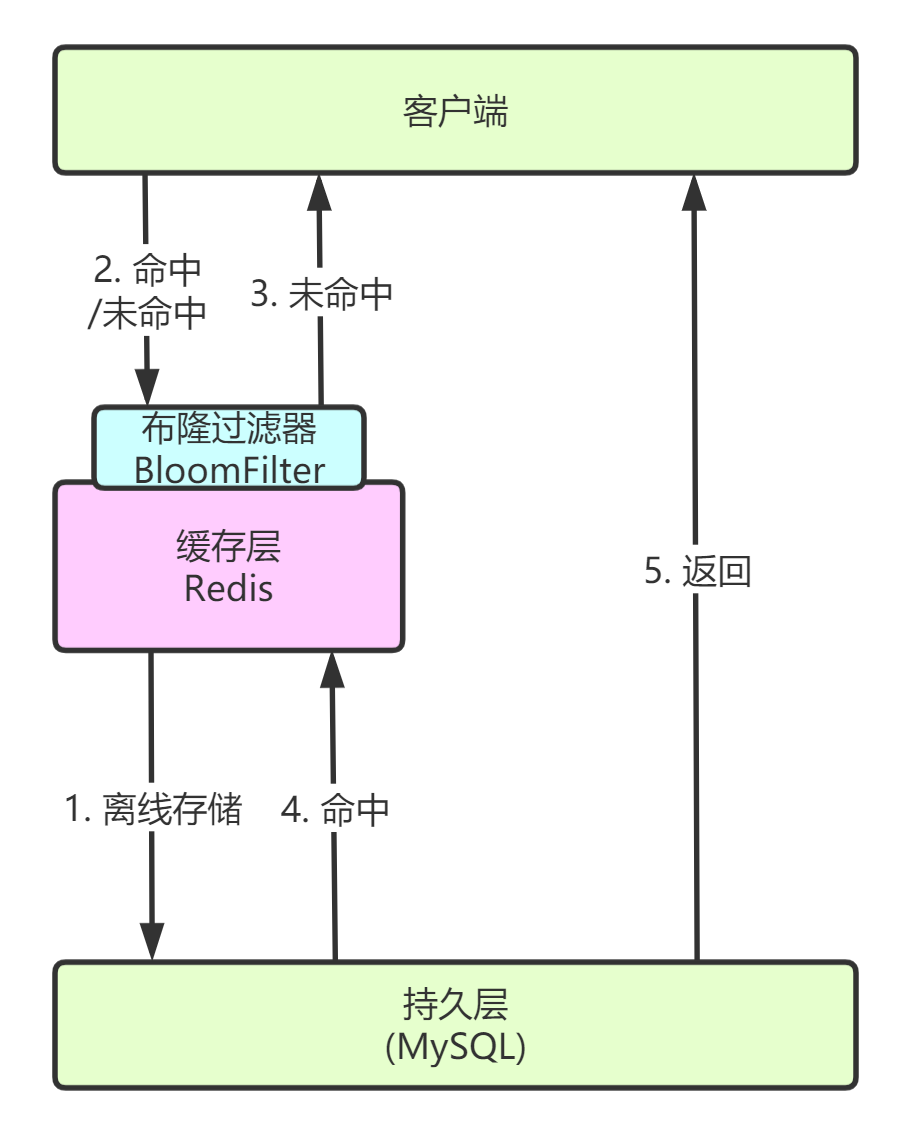 客户端
2. 命中
/未命中
3. 未命中
布隆过滤器
BloomFilter
缓存层
Redis
5. 返回
1. 离线存储
4. 命中
持久层
(MySQL)